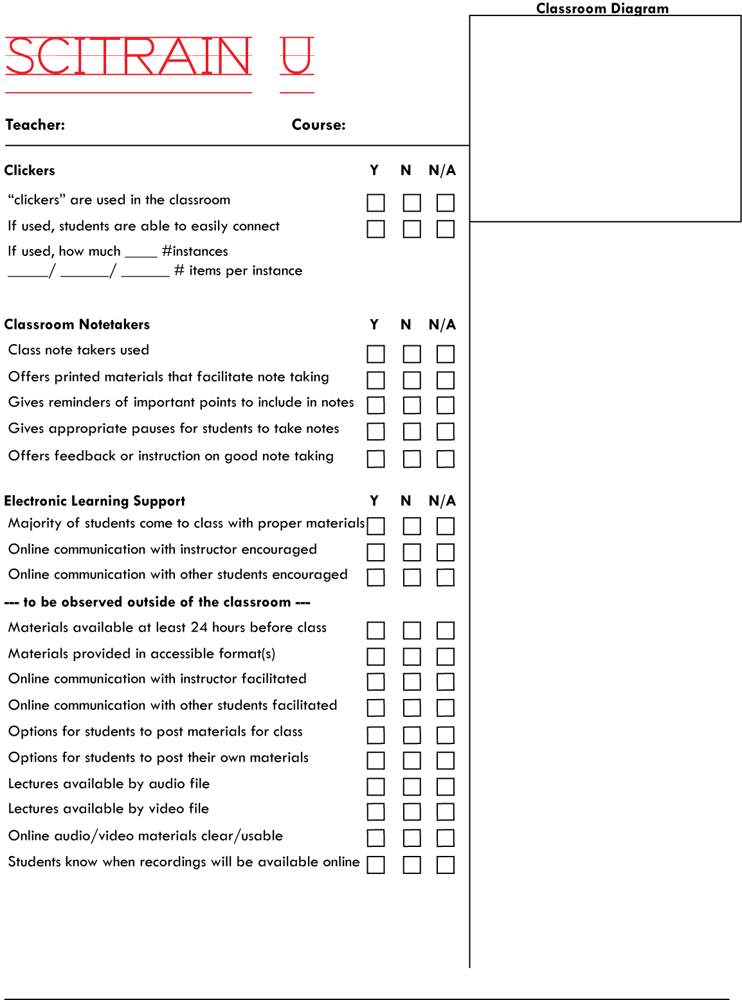 Classroom Diagram
SCITRAIN U
Teacher: Course:
Clickers Y N N/A
“clickers” are used in the classroom
If used, students are able to easily connect
If used, how much ____ #instances
_____/ ______/ ______ # items per instance
Classroom Notetakers Y N N/A
Class note takers used
Offers printed materials that facilitate note taking
Gives reminders of important points to include in notes
Gives appropriate pauses for students to take notes
Offers feedback or instruction on good note taking
Electronic Learning Support Y N N/A
Majority of students come to class with proper materials
Online communication with instructor encouraged
Online communication with other students encouraged
--- to be observed outside of the classroom ---
Materials available at least 24 hours before class
Materials provided in accessible format(s)
Online communication with instructor facilitated
Online communication with other students facilitated
Options for students to post materials for class
Options for students to post their own materials
Lectures available by audio file
Lectures available by video file
Online audio/video materials clear/usable
Students know when recordings will be available online